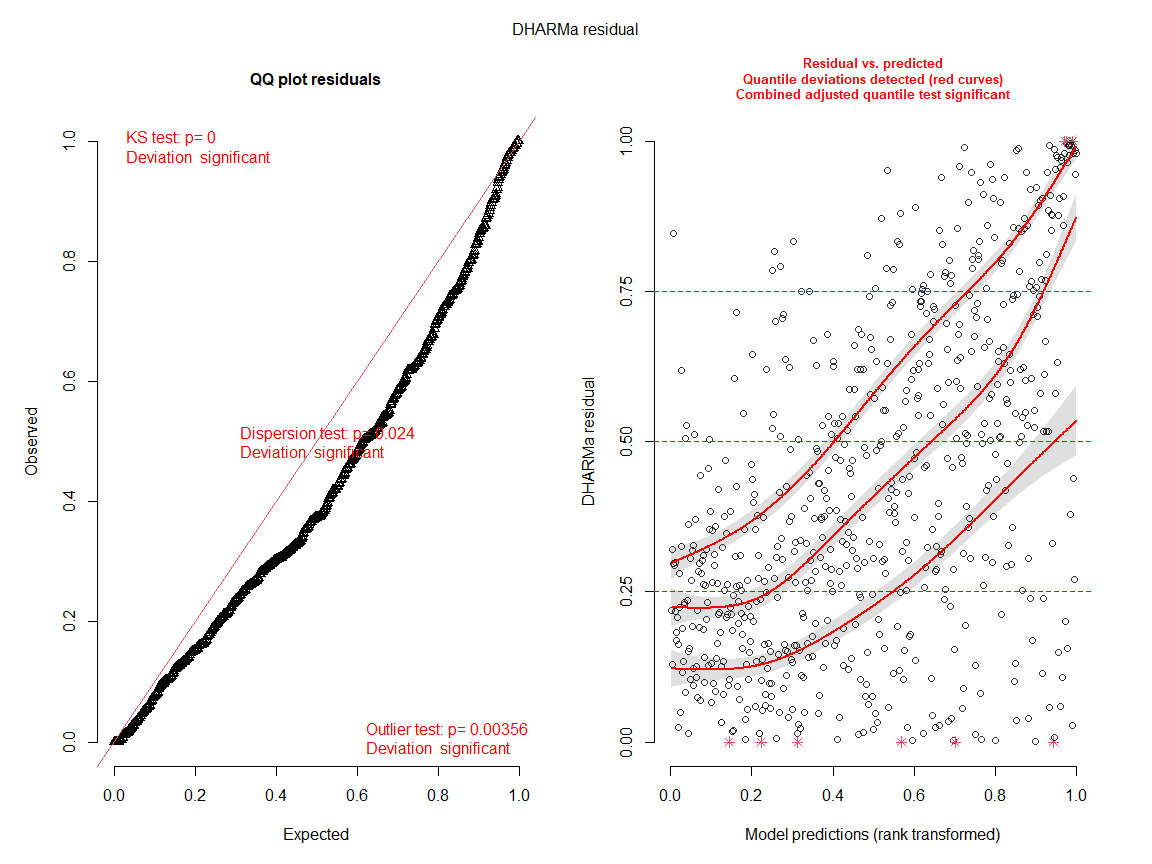 DHARMa residual
QQ plot residuals
KS test: p= 0
Deviation significant
Dispersion test: p= 0.024
Deviation significant
Outlier test: p= 0.00356
Deviation significant
Observed
0.0
0.2
0.4
0.6
0.8
1.0
0.0
0.2
0.4
0.6
0.8
1.0
Expected
Residual vs. predicted
Quantile deviations detected (red curves)
Combined adjusted quantile test significant
DHARMa residual
0.00
0.25
0.50
0.75
1.00
0.0
0.2
0.4
0.6
0.8
1.0
Model predictions (rank transformed)